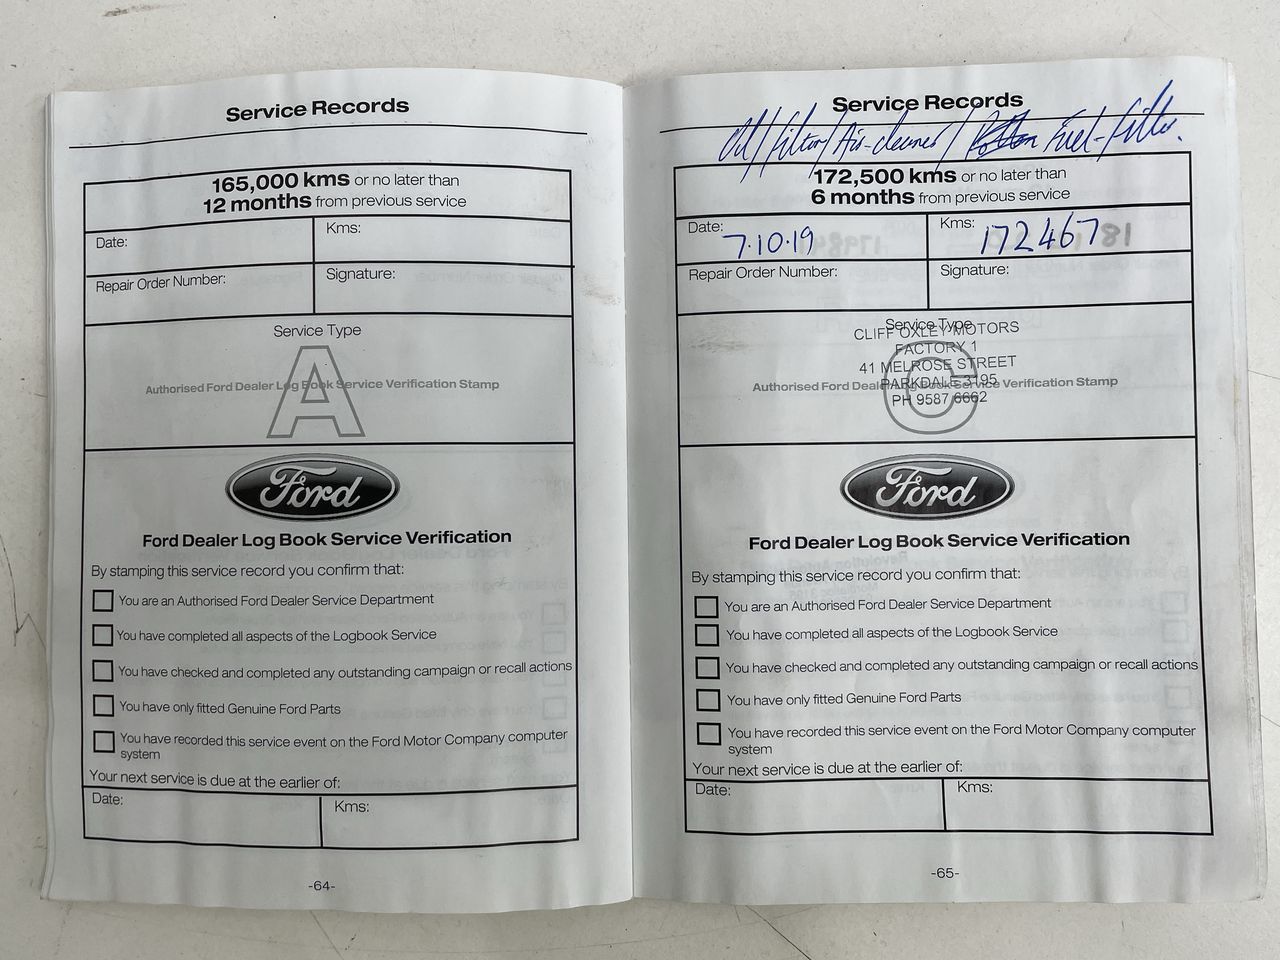 Service Records
165,000 kms or no later than
12 months from previous service
Date:
Kms:
Repair Order Number:
Signature:
Service Type
A
Authorised Ford Dealer Log Book Service Verification Stamp
Ford
Ford Dealer Log Book Service Verification
By stamping this service record you confirm that:
You are an Authorised Ford Dealer Service Department
You have completed all aspects of the Logbook Service
You have checked and completed any outstanding campaign or recall actions
You have only fitted Genuine Ford Parts
You have recorded this service event on the Ford Motor Company computer
system
Your next service is due at the earlier of:
Date:
Kms:
-64-
Service Records
Oil/filter/Air-cleaner/ Fuel-filter.
172,500 kms or no later than
6 months from previous service
Date: 7.10.19
Kms: 172467
Repair Order Number:
Signature:
Service Type
CLIFF OXLEY MOTORS
FACTORY 1
41 MELROSE STREET
PARKDALE 3195
PH 9587 6662
C
Authorised Ford Dealer Log Book Service Verification Stamp
Ford
Ford Dealer Log Book Service Verification
By stamping this service record you confirm that:
You are an Authorised Ford Dealer Service Department
You have completed all aspects of the Logbook Service
You have checked and completed any outstanding campaign or recall actions
You have only fitted Genuine Ford Parts
You have recorded this service event on the Ford Motor Company computer
system
Your next service is due at the earlier of:
Date:
Kms:
-65-